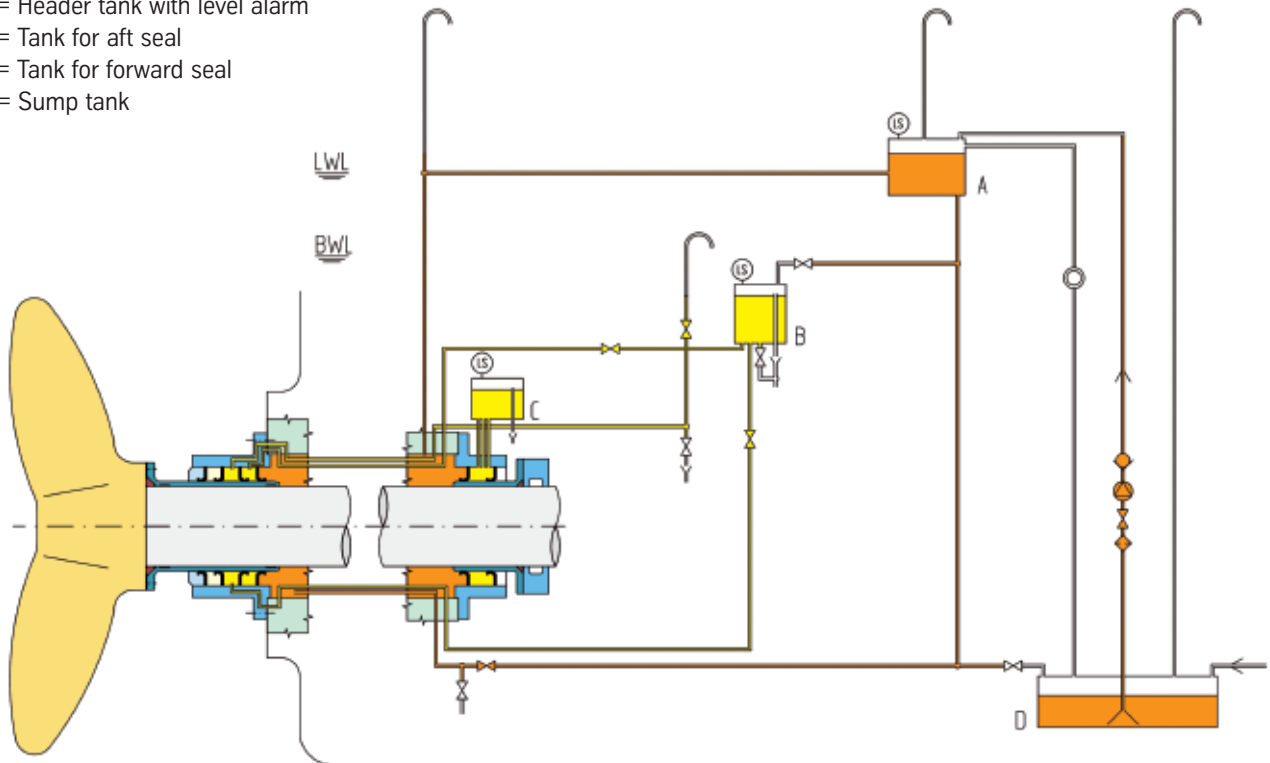 = Header tank with level alarm
= Tank for aft seal
= Tank for forward seal
= Sump tank
LS
A
LWL
BWL
LS
B
LS
C
D